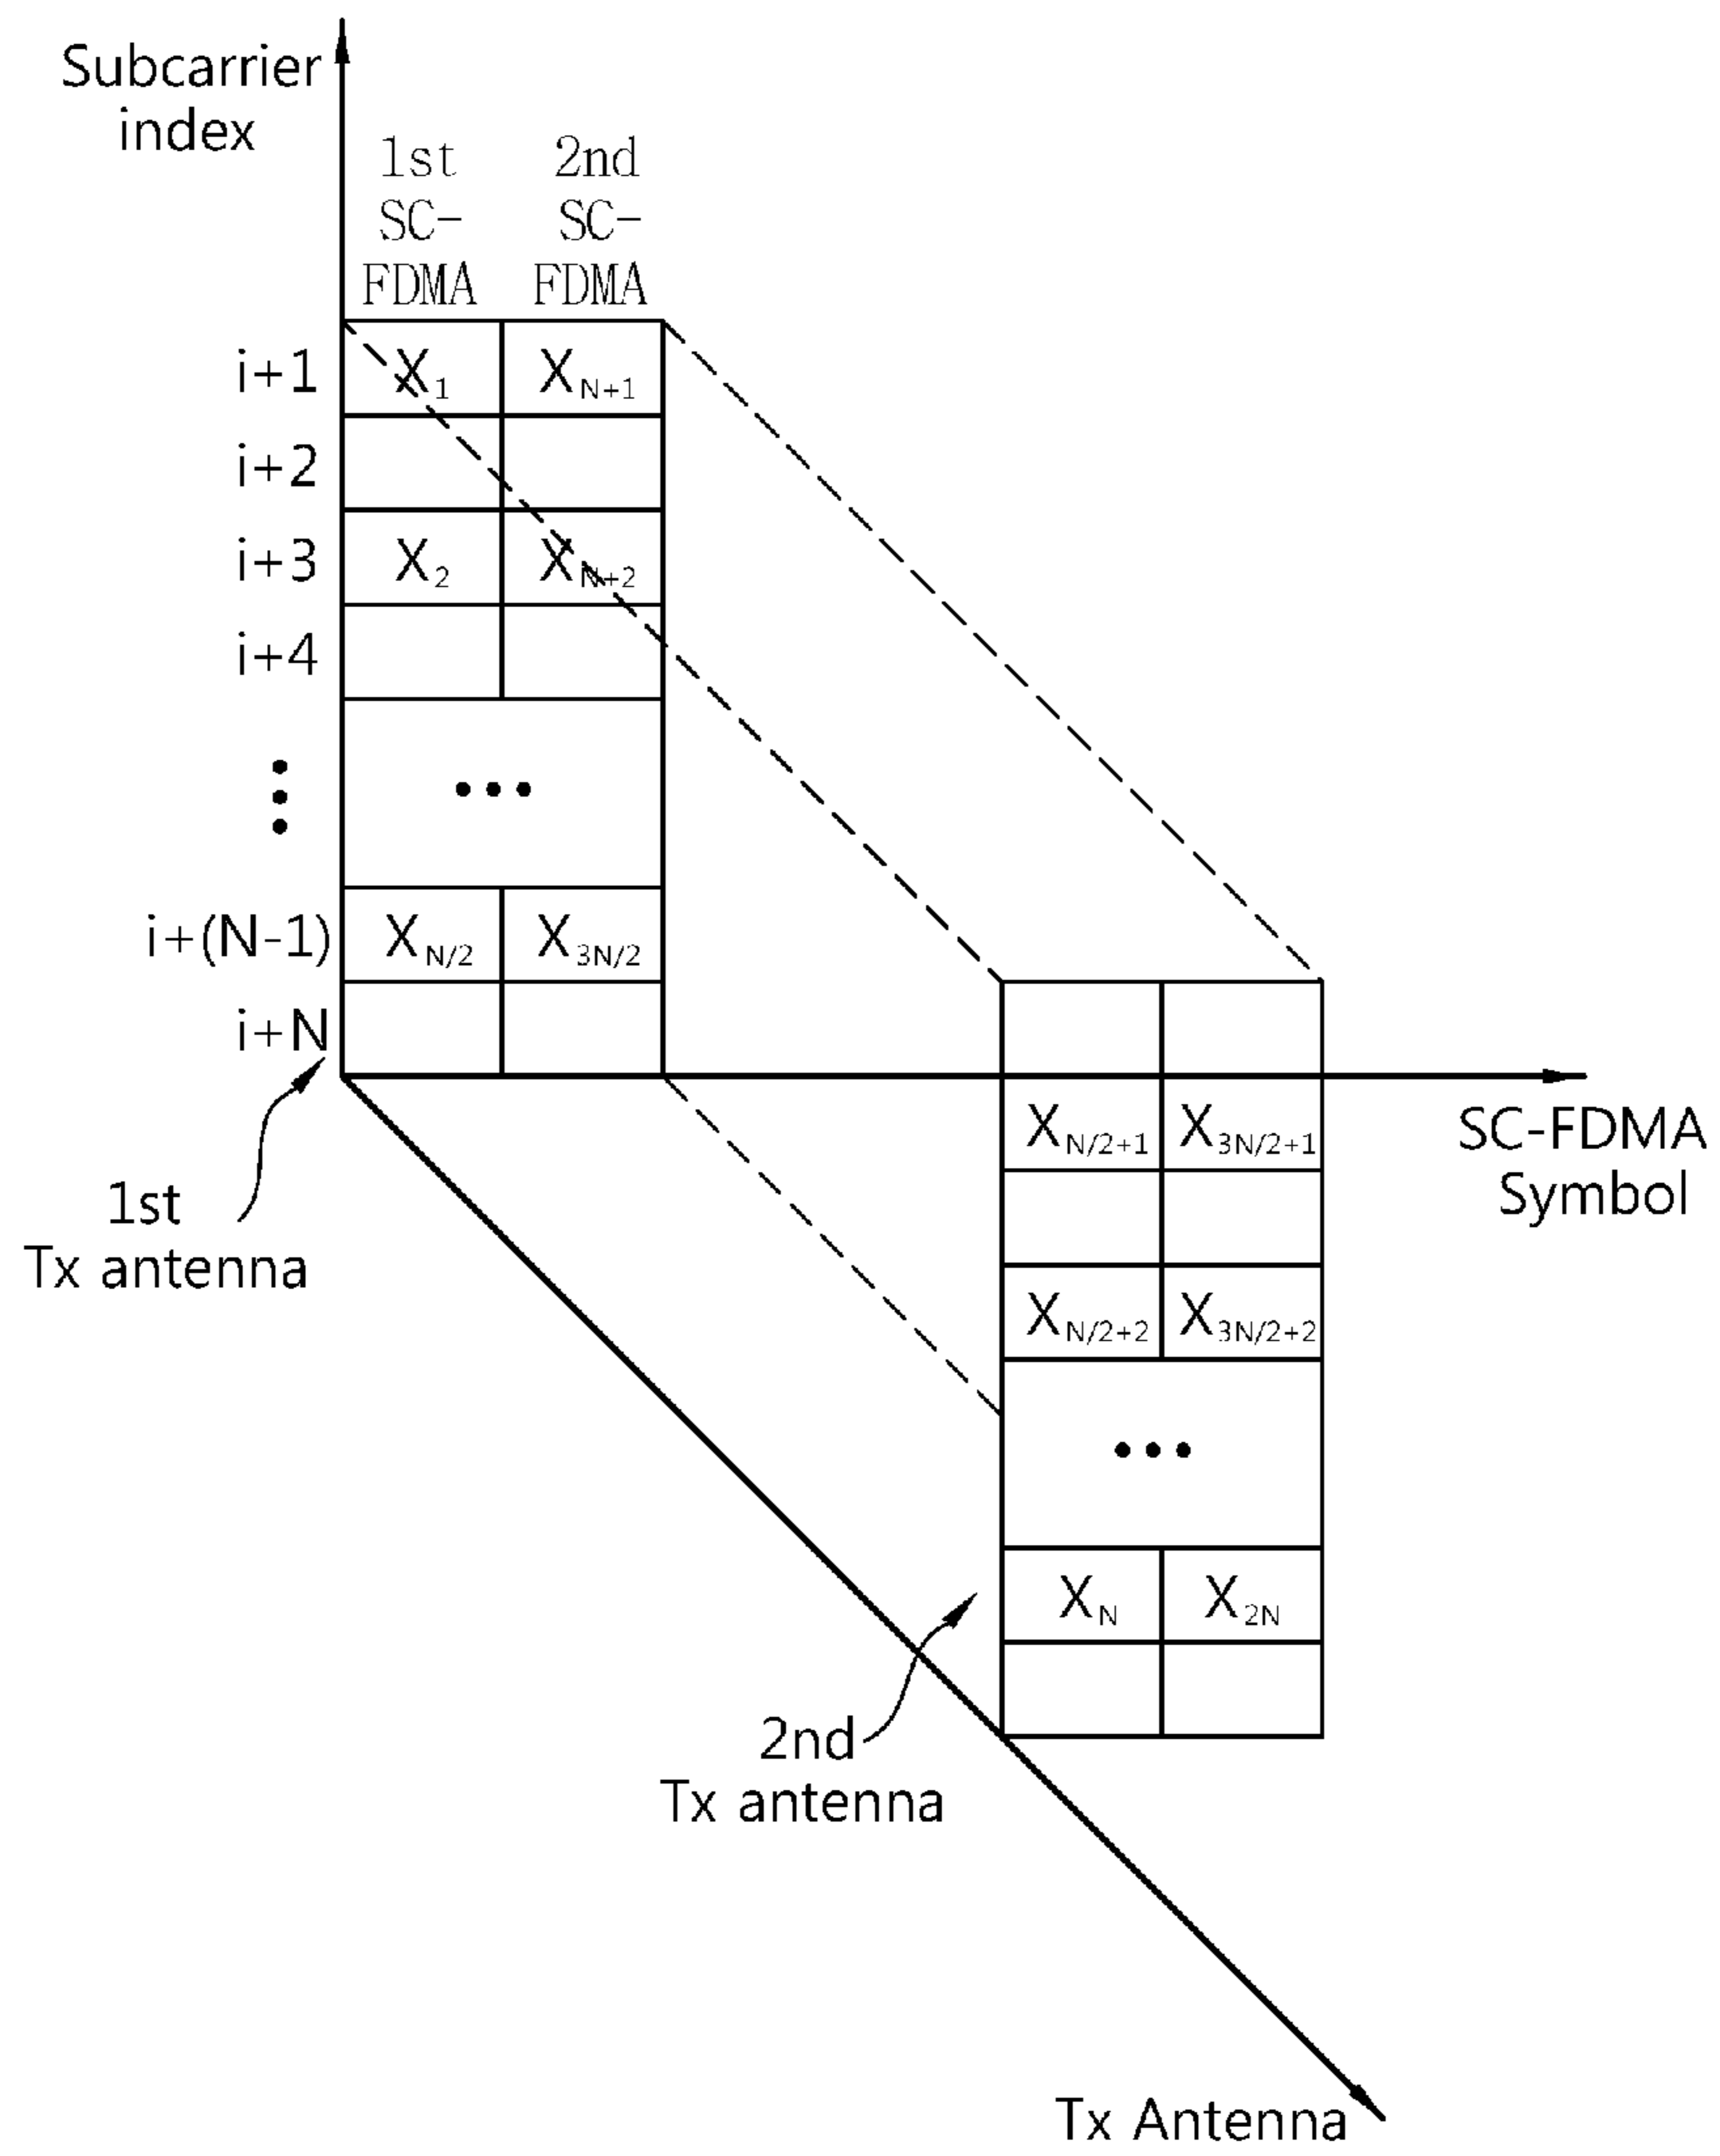 Subcarrier
index
1st 2nd
SC- SC-
FDMA FDMA
i+1 X1 XN+1
i+2
i+3 X2 XN+2
i+4
i+(N-1) XN/2 X3N/2
i+N
XN/2+1 X3N/2+1
SC-FDMA
Symbol
1st
Tx antenna
XN/2+2 X3N/2+2
XN X2N
2nd
Tx antenna
Tx Antenna